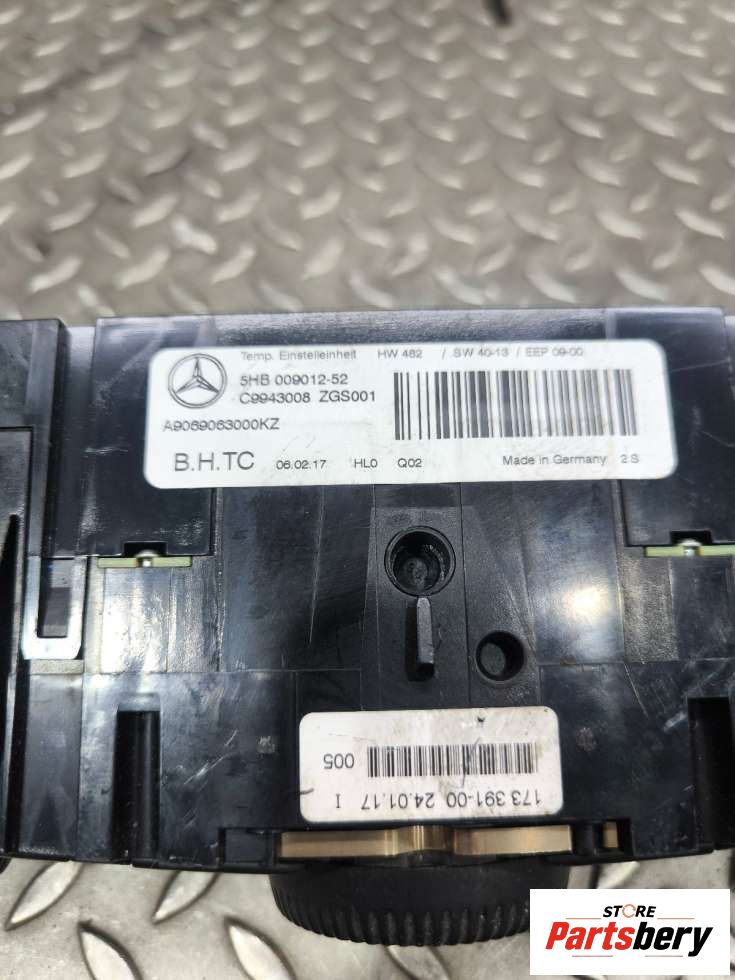 Temp. Einstelleinheit HW 482 / SW 40-13 / EEP 09-00
5HB 009012-52
C9943008 ZGS001
A9069063000KZ
B.H.TC 06.02.17 HL0 Q02 Made in Germany 2 S
173 391-00 24.01.17 I
005
STORE
Partsbery